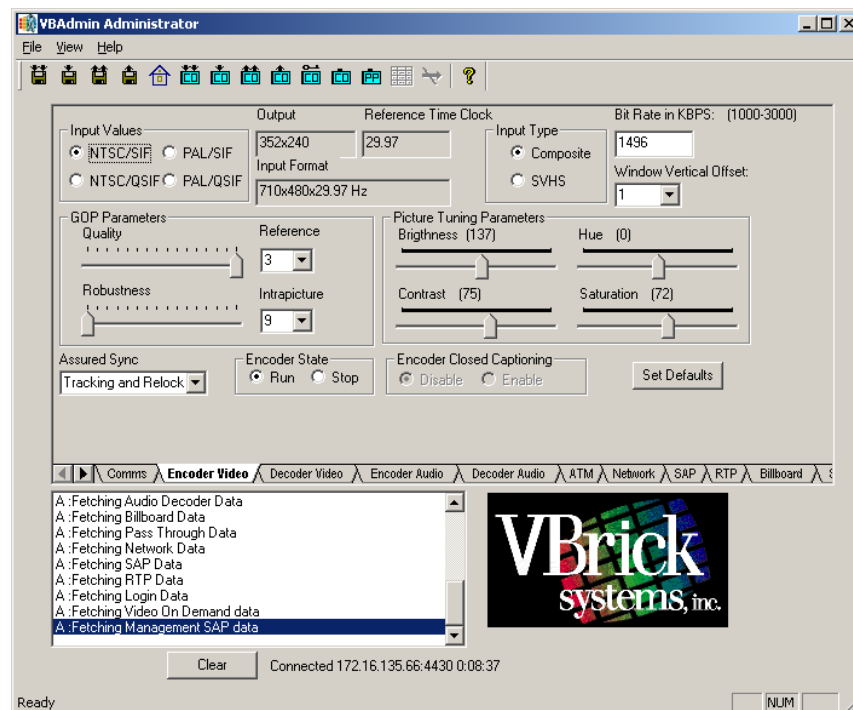 VBAdmin Administrator
File View Help
CO CO CO CO CO CO PP ?
Output Reference Time Clock Bit Rate in KBPS: (1000-3000)
Input Values Input Type
NTSC/SIF PAL/SIF 352x240 29.97 Composite 1496
Input Format Window Vertical Offset:
NTSC/QSIF PAL/QSIF 710x480x29.97 Hz SVHS 1
GOP Parameters Picture Tuning Parameters
Quality Reference Brigthness (137) Hue (0)
3
Robustness Intrapicture Contrast (75) Saturation (72)
9
Assured Sync Encoder State Encoder Closed Captioning
Tracking and Relock Run Stop Disable Enable Set Defaults
Comms Encoder Video Decoder Video Encoder Audio Decoder Audio ATM Network SAP RTP Billboard
A :Fetching Audio Decoder Data
A :Fetching Billboard Data
A :Fetching Pass Through Data
A :Fetching Network Data
A :Fetching SAP Data
A :Fetching RTP Data
A :Fetching Login Data
A :Fetching Video On Demand data
A :Fetching Management SAP data
VBrick
systems, inc.
Clear Connected 172.16.135.66:4430 0:08:37
Ready NUM